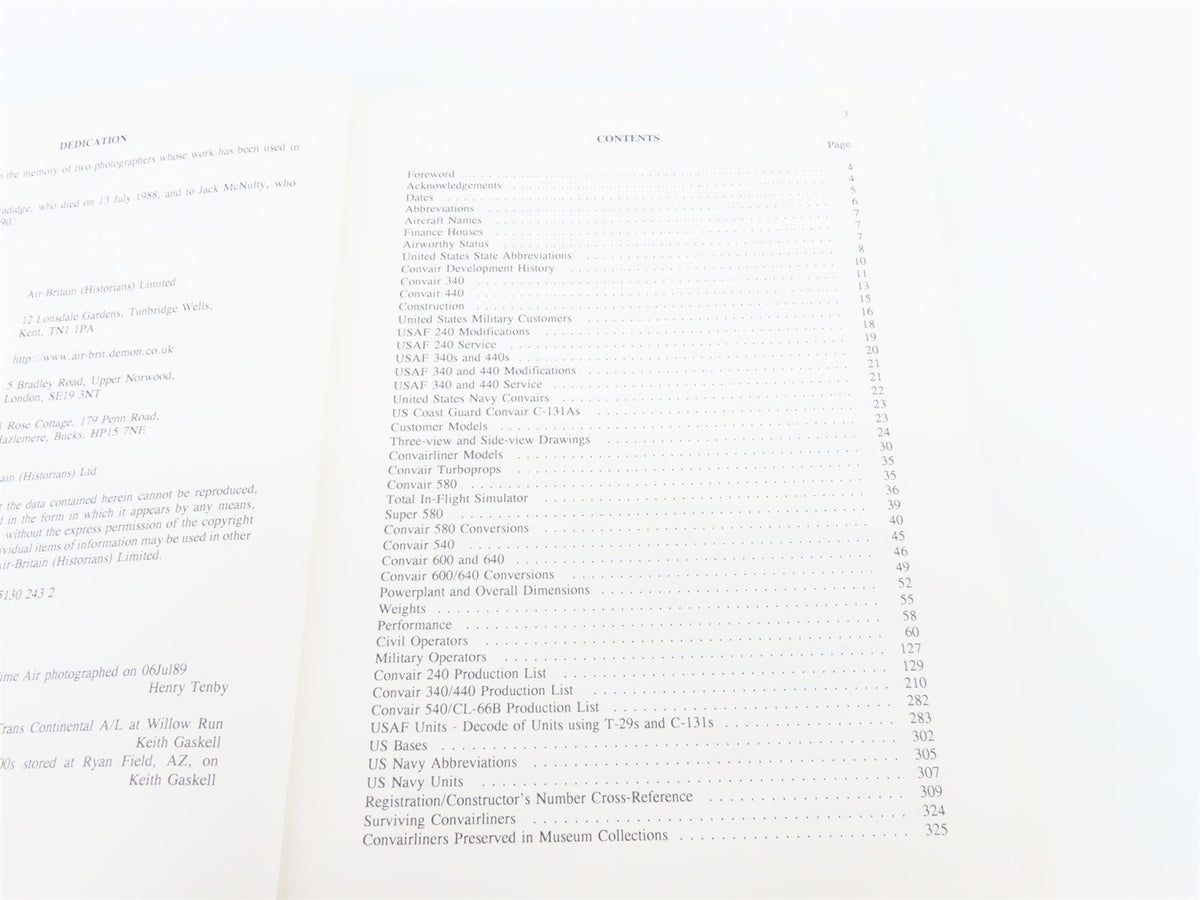 DEDICATION
the memory of two photographers whose work has been used in
who died on 13 July 1988, and to Jack McNulty, who
90.
Air-Britain (Historians) Limited
12 Lonsdale Gardens, Tunbridge Wells,
Kent, TN1 1PA
http://www.air-brit.demon.co.uk
5 Bradley Road, Upper Norwood,
London, SE19 3NT
Rose Cottage, 179 Penn Road,
Hazlemere, Bucks, HP15 7NE
(Historians) Ltd
the data contained herein cannot be reproduced,
in the form in which it appears by any means,
without the express permission of the copyright
items of information may be used in other
Air-Britain (Historians) Limited.
5130 243 2
Air photographed on 06Jul89
Henry Tenby
Trans Continental A/L at Willow Run
Keith Gaskell
00s stored at Ryan Field, AZ, on
Keith Gaskell
3
CONTENTS
Page
Foreword 4
Acknowledgements 4
Dates 5
Abbreviations 6
Aircraft Names 7
Finance Houses 7
Airworthy Status 7
United States State Abbreviations 8
Convair Development History 10
Convair 340 11
Convair 440 13
Construction 15
United States Military Customers 16
USAF 240 Modifications 18
USAF 240 Service 19
USAF 340s and 440s 20
USAF 340 and 440 Modifications 21
USAF 340 and 440 Service 21
United States Navy Convairs 22
US Coast Guard Convair C-131As 23
Customer Models 23
Three-view and Side-view Drawings 24
Convairliner Models 30
Convair Turboprops 35
Convair 580 35
Total In-Flight Simulator 36
Super 580 39
Convair 580 Conversions 40
Convair 540 45
Convair 600 and 640 46
Convair 600/640 Conversions 49
Powerplant and Overall Dimensions 52
Weights 55
Performance 58
Civil Operators 60
Military Operators 127
Convair 240 Production List 129
Convair 340/440 Production List 210
Convair 540/CL-66B Production List 282
USAF Units - Decode of Units using T-29s and C-131s 283
US Bases 302
US Navy Abbreviations 305
US Navy Units 307
Registration/Constructor's Number Cross-Reference 309
Surviving Convairliners 324
Convairliners Preserved in Museum Collections 325